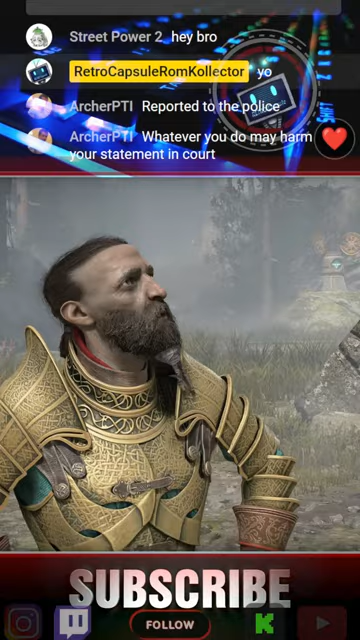 Street Power 2 hey bro
RetroCapsuleRomKollector yo
ArcherPTI Reported to the police
ArcherPTI Whatever you do may harm
your statement in court
SHIFT
SUBSCRIBE
FOLLOW